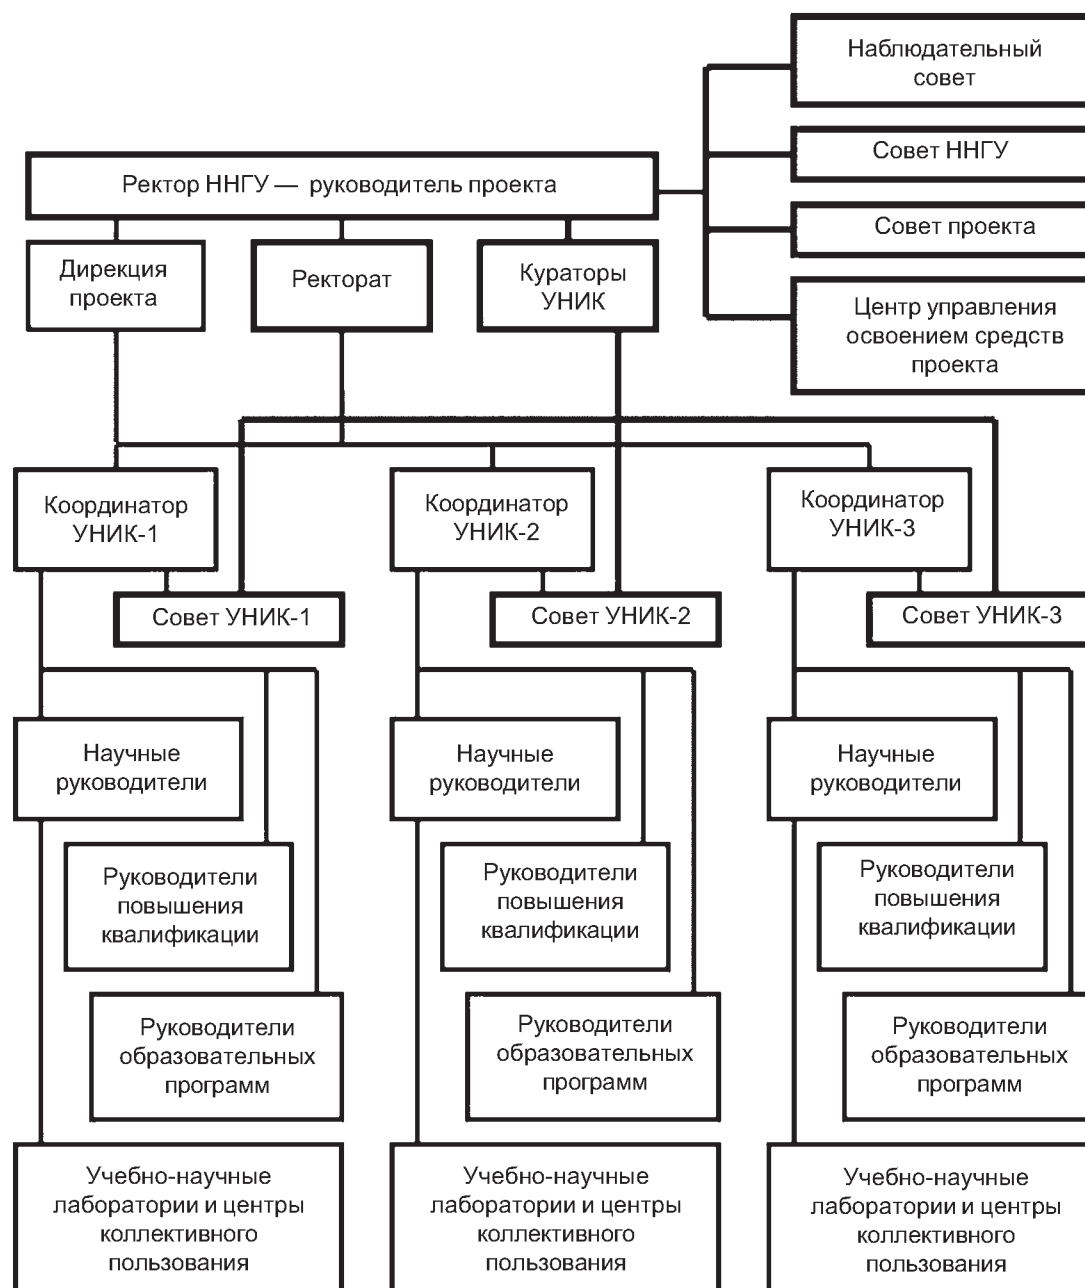 Наблюдательный
совет
Совет ННГУ
Ректор ННГУ — руководитель проекта
Совет проекта
Дирекция
проекта
Ректорат
Кураторы
УНИК
Центр управления
освоением средств
проекта
Координатор
УНИК-1
Координатор
УНИК-2
Координатор
УНИК-3
Совет УНИК-1
Совет УНИК-2
Совет УНИК-3
Научные
руководители
Научные
руководители
Научные
руководители
Руководители
повышения
квалификации
Руководители
повышения
квалификации
Руководители
повышения
квалификации
Руководители
образовательных
программ
Руководители
образовательных
программ
Руководители
образовательных
программ
Учебно-научные
лаборатории и центры
коллективного
пользования
Учебно-научные
лаборатории и центры
коллективного
пользования
Учебно-научные
лаборатории и центры
коллективного
пользования